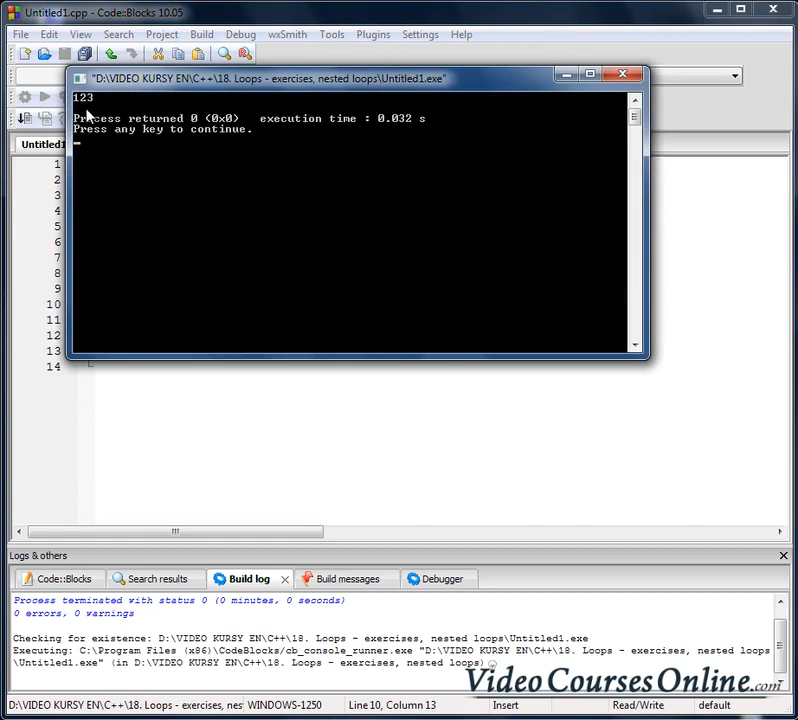 Untitled1.cpp - Code::Blocks 10.05
File Edit View Search Project Build Debug wxSmith Tools Plugins Settings Help
"D:\VIDEO KURSY EN\C++\18. Loops - exercises, nested loops\Untitled1.exe"
123
Process returned 0 (0x0)   execution time : 0.032 s
Press any key to continue.
Untitled1
1
2
3
4
5
6
7
8
9
10
11
12
13
14
Logs & others
Code::Blocks Search results Build log Build messages Debugger
Process terminated with status 0 (0 minutes, 0 seconds)
0 errors, 0 warnings
Checking for existence: D:\VIDEO KURSY EN\C++\18. Loops - exercises, nested loops\Untitled1.exe
Executing: C:\Program Files (x86)\CodeBlocks/cb_console_runner.exe "D:\VIDEO KURSY EN\C++\18. Loops - exercises, nested loops
\Untitled1.exe" (in D:\VIDEO KURSY EN\C++\18. Loops - exercises, nested loops)
VideoCoursesOnline.com
D:\VIDEO KURSY EN\C++\18. Loops - exercises, nes WINDOWS-1250 Line 10, Column 13 Insert Read/Write default